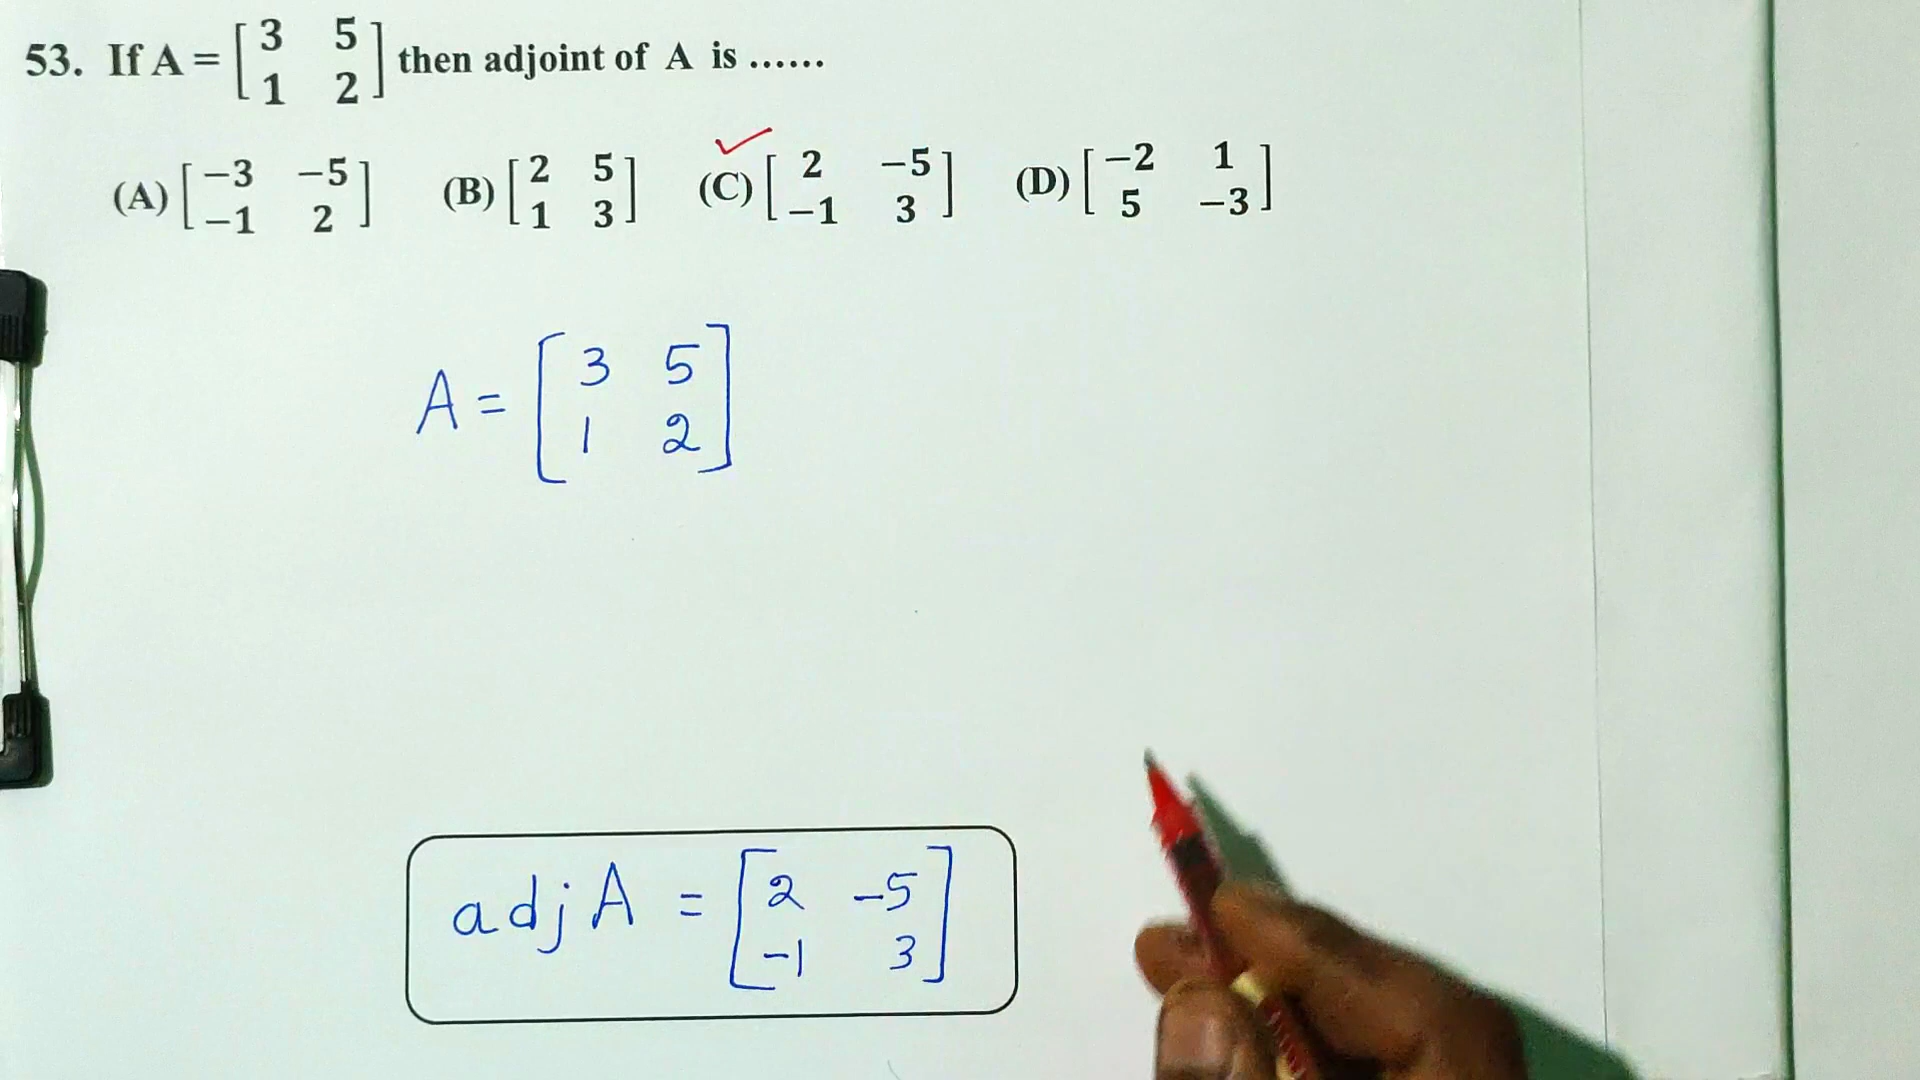 53. If A = [3 5
1 2] then adjoint of A is ......
(A) [−3 −5
−1 2] (B) [2 5
1 3] (C) [2 −5
−1 3] (D) [−2 1
5 −3]
A = [3 5
1 2]
adj A = [2 -5
-1 3]